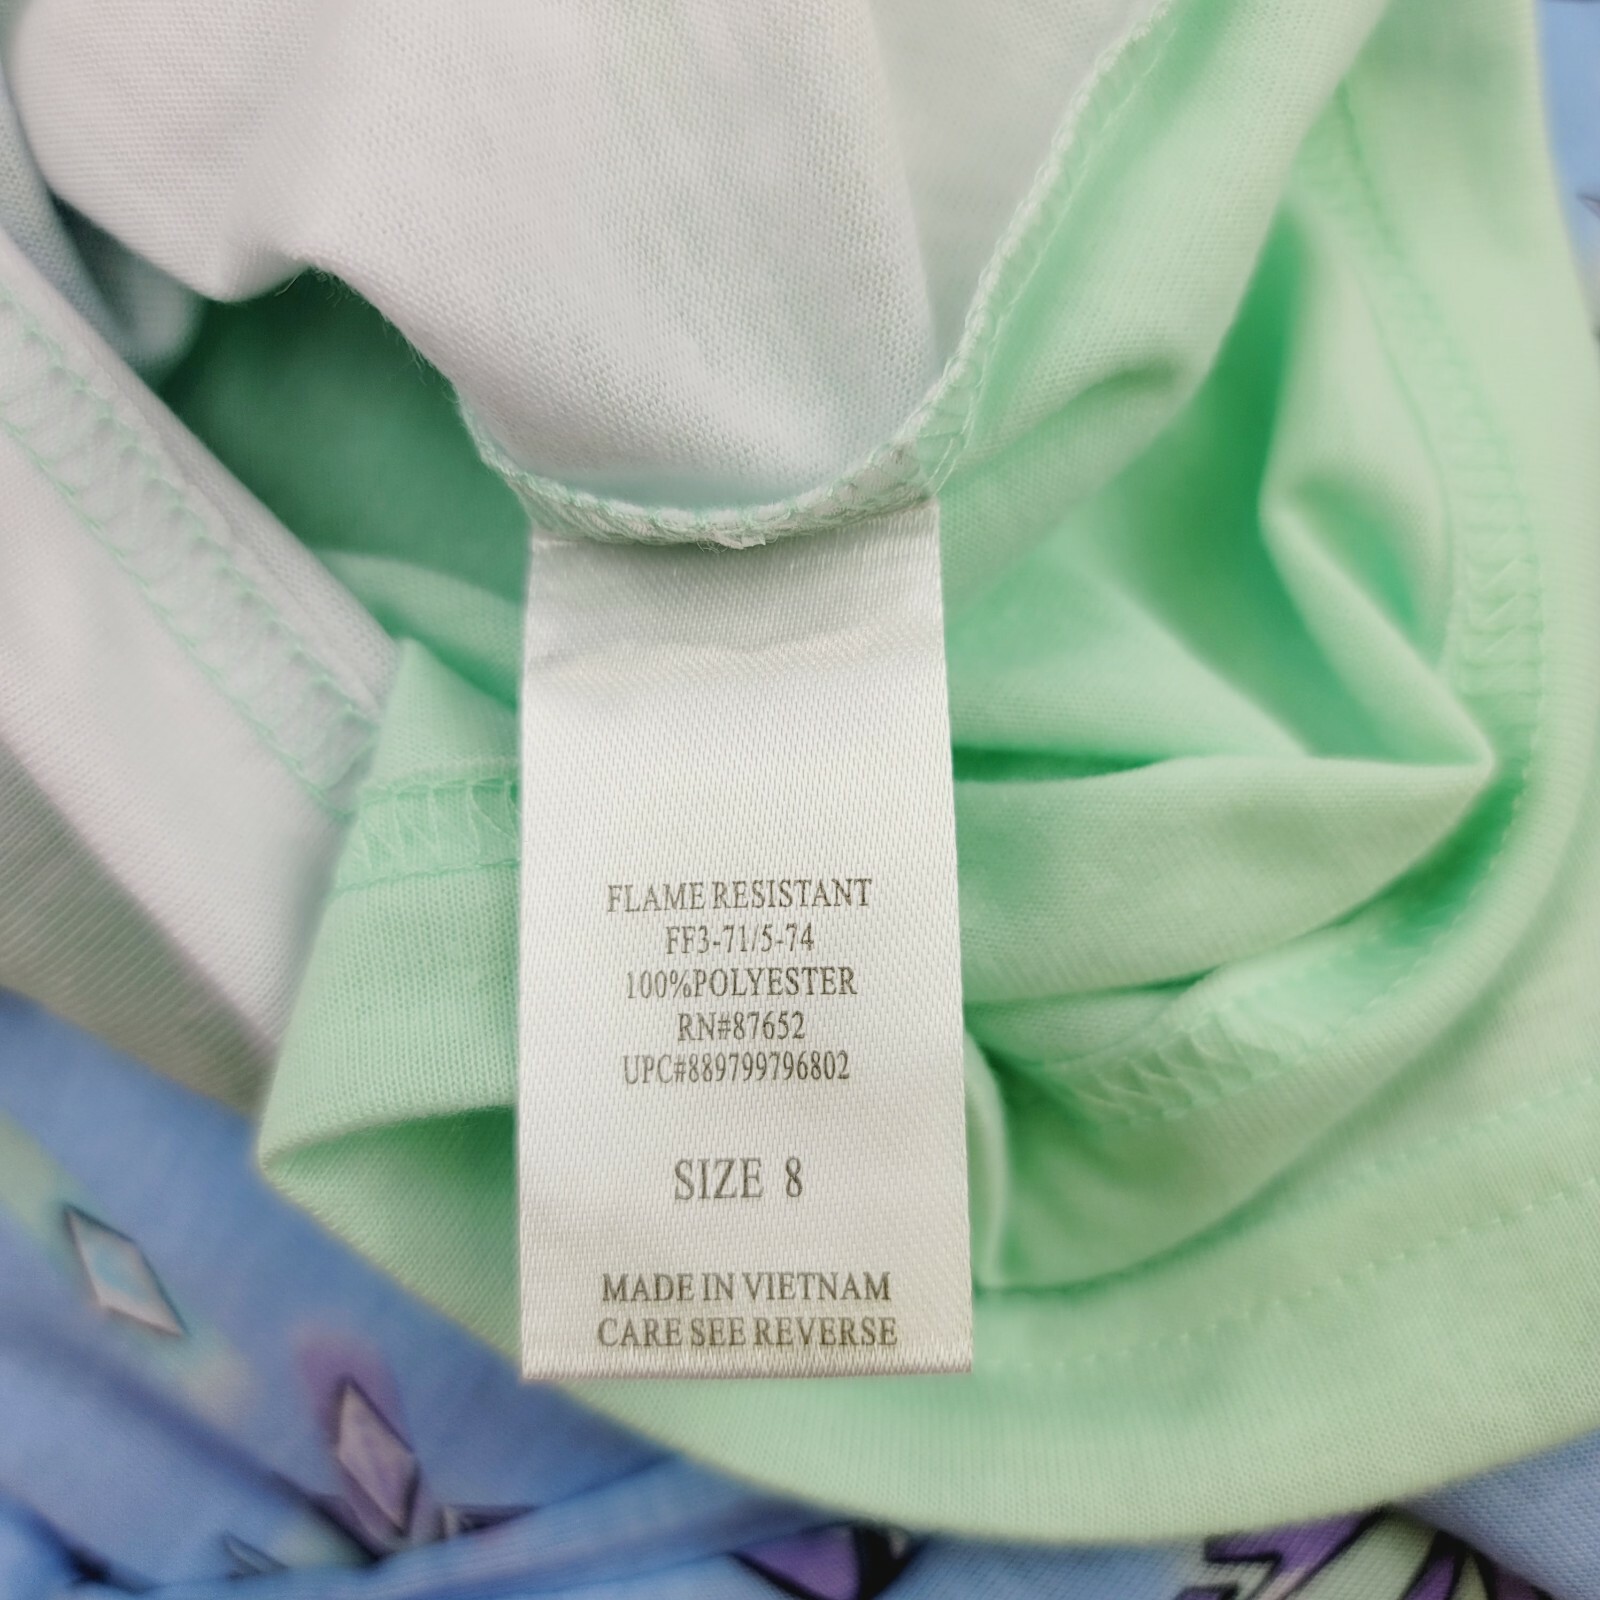 FLAME RESISTANT
FF3-71/5-74
100%POLYESTER
RN#87652
UPC#889799796802
SIZE 8
MADE IN VIETNAM
CARE SEE REVERSE